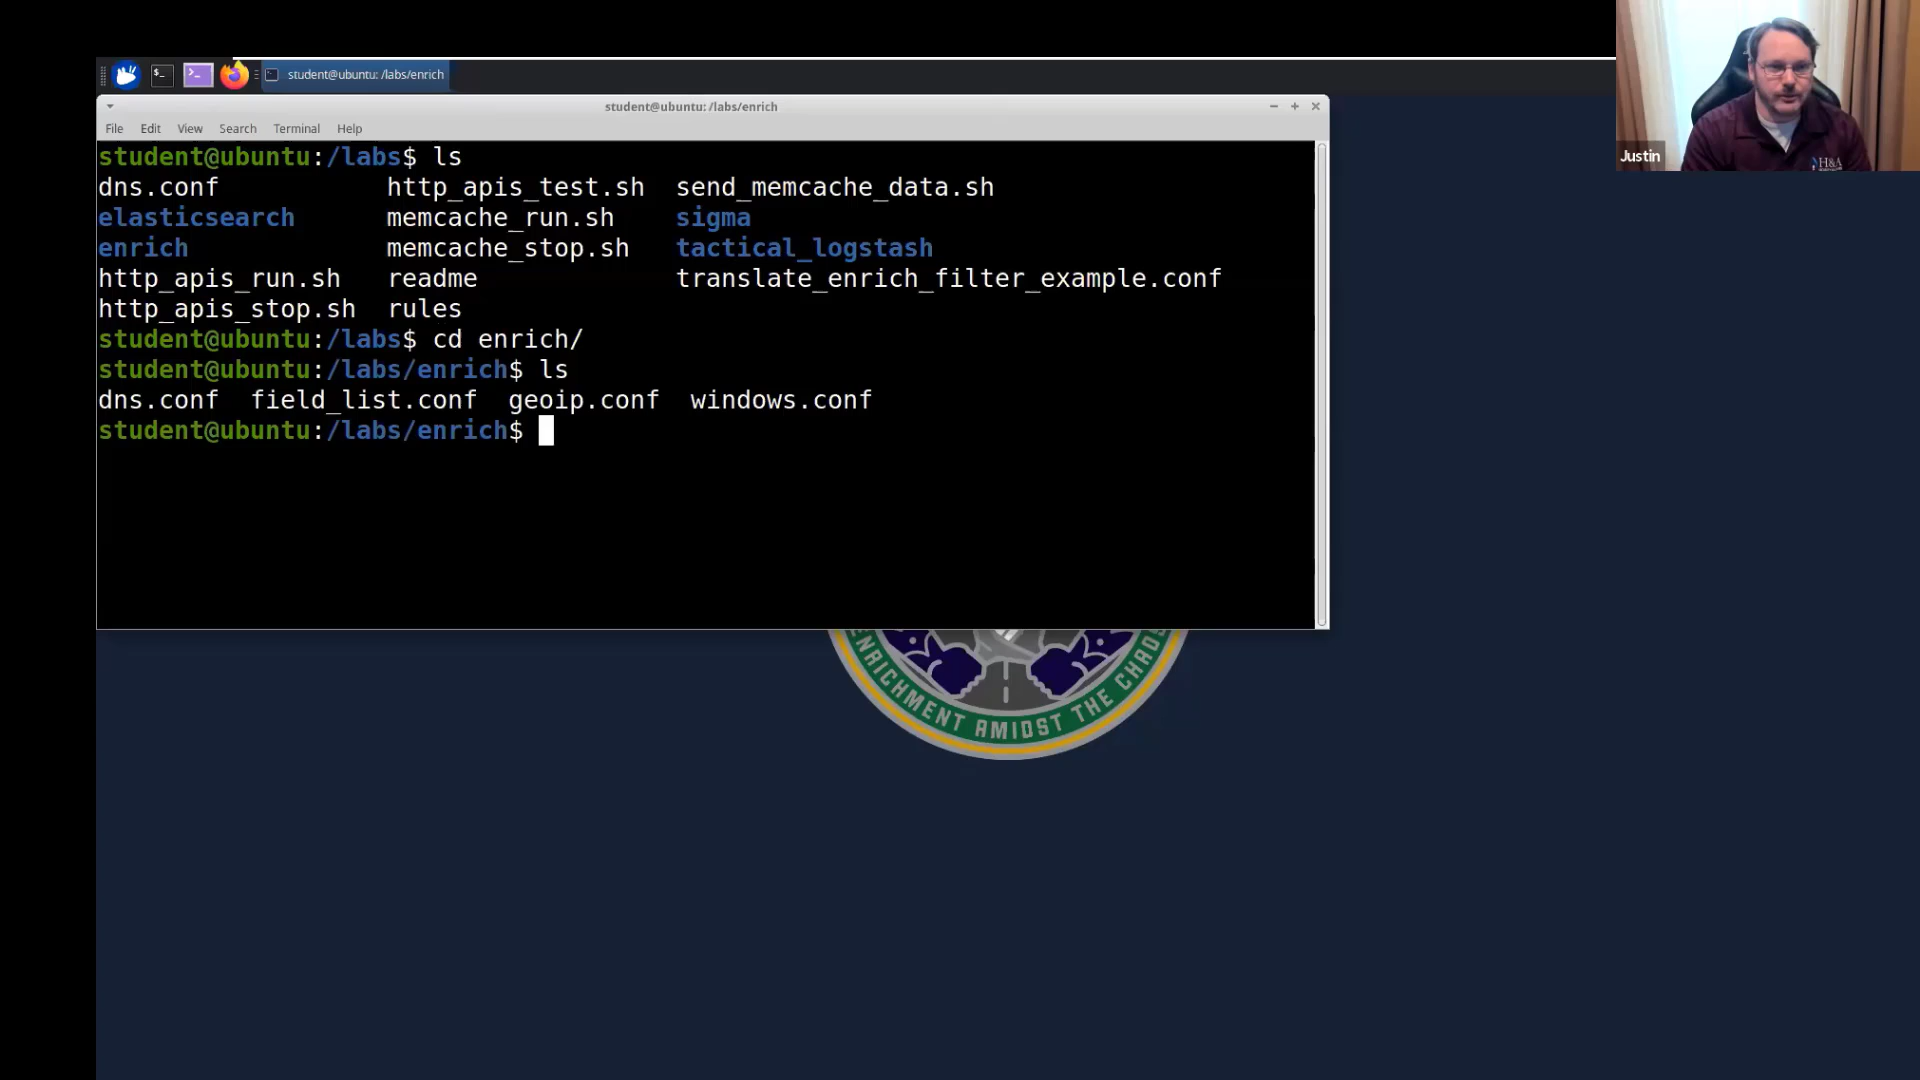 student@ubuntu: /labs/enrich
student@ubuntu: /labs/enrich
File Edit View Search Terminal Help
student@ubuntu:/labs$ ls
dns.conf http_apis_test.sh send_memcache_data.sh
elasticsearch memcache_run.sh sigma
enrich memcache_stop.sh tactical_logstash
http_apis_run.sh readme translate_enrich_filter_example.conf
http_apis_stop.sh rules
student@ubuntu:/labs$ cd enrich/
student@ubuntu:/labs/enrich$ ls
dns.conf field_list.conf geoip.conf windows.conf
student@ubuntu:/labs/enrich$
ENRICHMENT AMIDST THE CHAOS
Justin
H&A